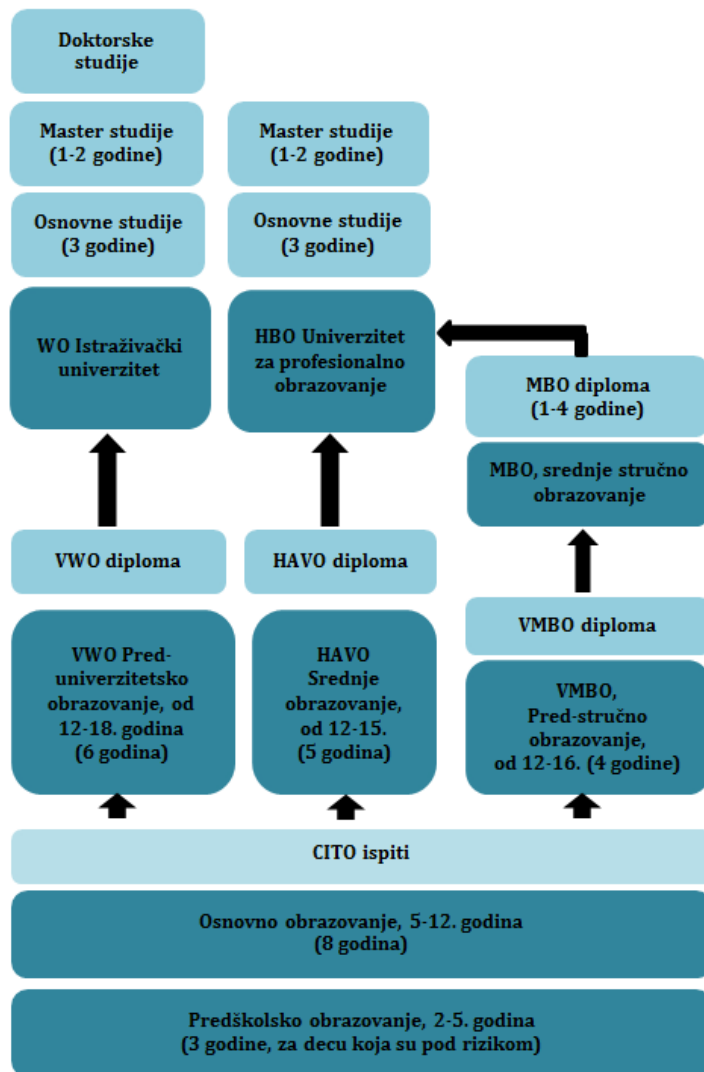 Doktorske
studije
Master studije
(1-2 godine)
Master studije
(1-2 godine)
Osnovne studije
(3 godine)
Osnovne studije
(3 godine)
WO Istraživački
univerzitet
HBO Univerzitet
za profesionalno
obrazovanje
MBO diploma
(1-4 godine)
MBO, srednje stručno
obrazovanje
VWO diploma
HAVO diploma
VMBO diploma
VWO Pred-
univerzitetsko
obrazovanje, od
12-18. godina
(6 godina)
HAVO
Srednje
obrazovanje,
od 12-15.
(5 godina)
VMBO,
Pred-stručno
obrazovanje,
od 12-16. (4 godine)
CITO ispiti
Osnovno obrazovanje, 5-12. godina
(8 godina)
Predškolsko obrazovanje, 2-5. godina
(3 godine, za decu koja su pod rizikom)